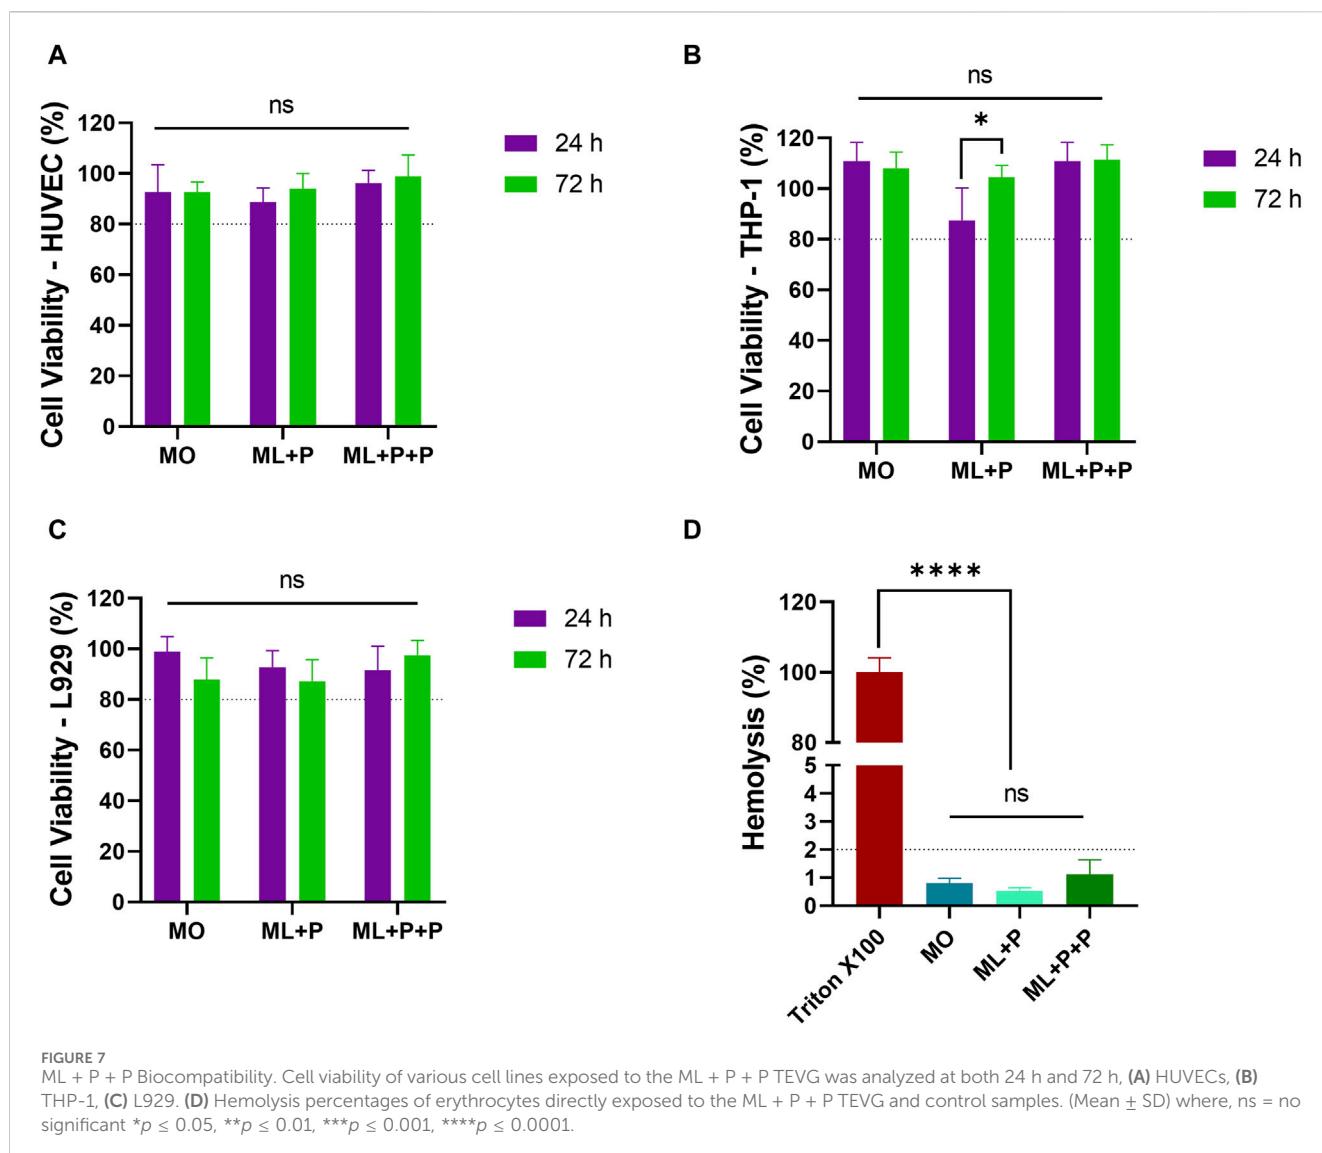 A
Cell Viability - HUVEC (%)
120
100
80
60
40
20
0
ns
MO
ML+P
ML+P+P
24 h
72 h
B
Cell Viability - THP-1 (%)
120
100
80
60
40
20
0
ns
*
MO
ML+P
ML+P+P
24 h
72 h
C
Cell Viability - L929 (%)
120
100
80
60
40
20
0
ns
MO
ML+P
ML+P+P
24 h
72 h
D
Hemolysis (%)
120
100
80
5
4
3
2
1
0
****
ns
Triton X100
MO
ML+P
ML+P+P
FIGURE 7
ML + P + P Biocompatibility. Cell viability of various cell lines exposed to the ML + P + P TEVG was analyzed at both 24 h and 72 h, (A) HUVECs, (B)
THP-1, (C) L929. (D) Hemolysis percentages of erythrocytes directly exposed to the ML + P + P TEVG and control samples. (Mean ± SD) where, ns = no
significant *p ≤ 0.05, **p ≤ 0.01, ***p ≤ 0.001, ****p ≤ 0.0001.